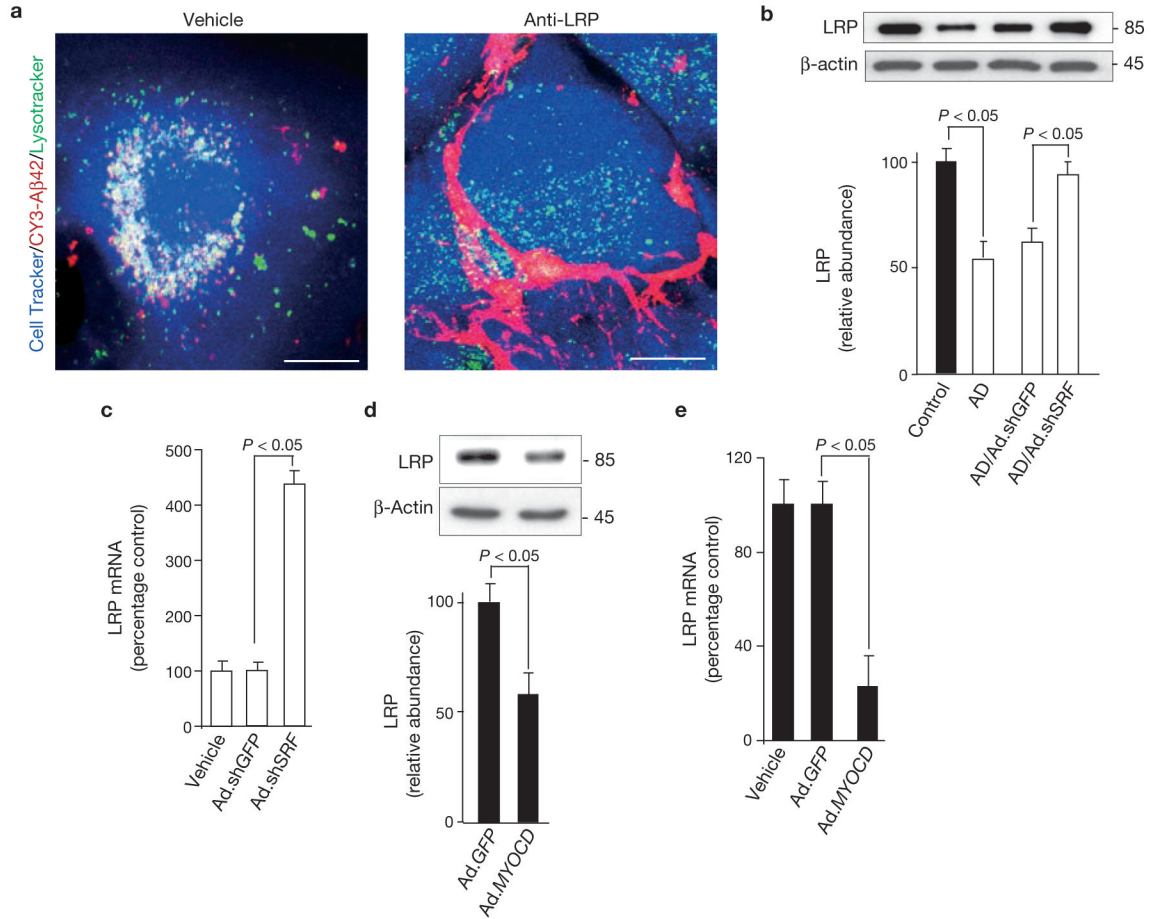 a
Vehicle
Anti-LRP
Cell Tracker/CY3-Aβ42/Lysotracker
b
LRP
- 85
β-actin
- 45
P < 0.05
P < 0.05
100
50
0
LRP
(relative abundance)
Control
AD
AD/Ad.shGFP
AD/Ad.shSRF
c
P < 0.05
500
400
300
200
100
0
LRP mRNA
(percentage control)
Vehicle
Ad.shGFP
Ad.shSRF
d
LRP
- 85
β-Actin
- 45
P < 0.05
100
50
0
LRP
(relative abundance)
Ad.GFP
Ad.MYOCD
e
P < 0.05
120
80
40
0
LRP mRNA
(percentage control)
Vehicle
Ad.GFP
Ad.MYOCD